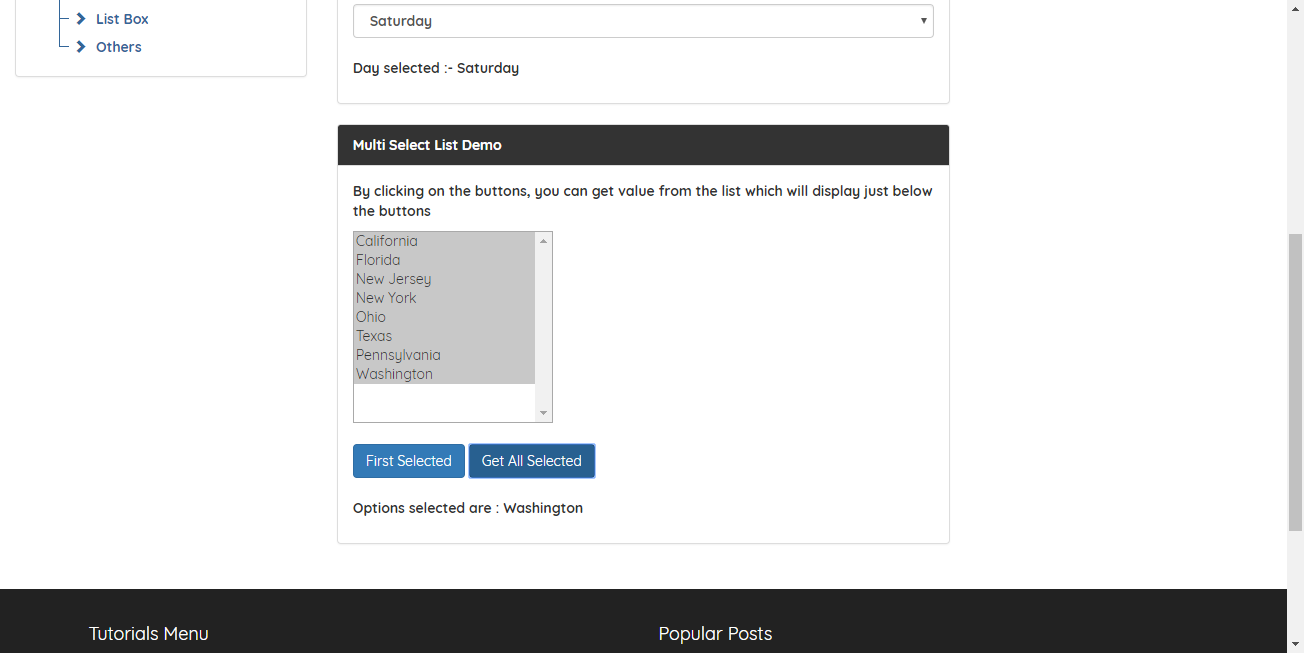 List Box
Others
Saturday
Day selected :- Saturday
Multi Select List Demo
By clicking on the buttons, you can get value from the list which will display just below
the buttons
California
Florida
New Jersey
New York
Ohio
Texas
Pennsylvania
Washington
First Selected Get All Selected
Options selected are : Washington
Tutorials Menu
Popular Posts